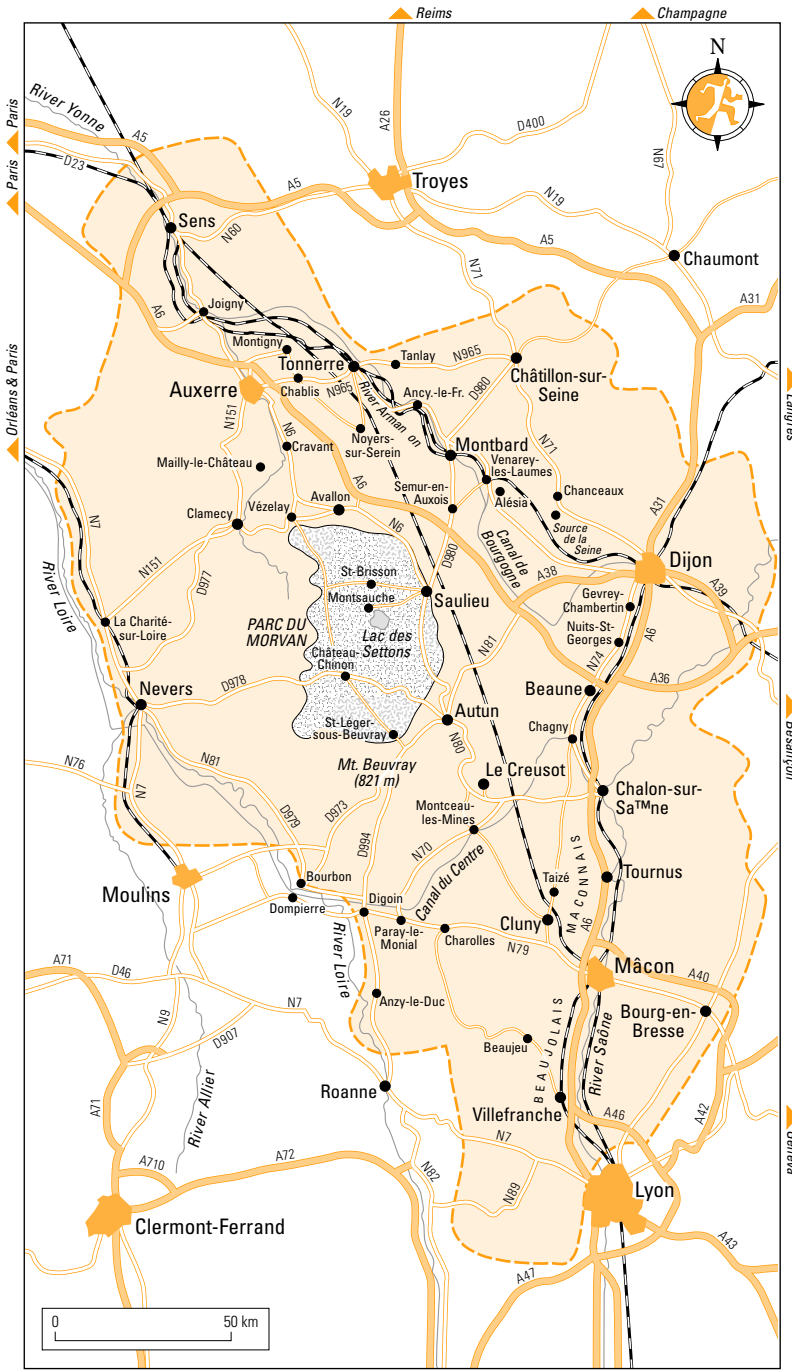 Reims
Champagne
Paris
Paris
Orléans & Paris
Langres
Besançon
Geneva
N
River Yonne
A5
D23
N19
A26
D400
N67
Troyes
A5
N19
A5
Sens
N60
N71
Chaumont
A31
A6
Joigny
Montigny
Tonnerre
Tanlay
N965
Châtillon-sur-
Seine
Auxerre
Chablis
N965
River Arman on
Ancy.-le-Fr.
D980
N151
N6
Cravant
Noyers-
sur-Serein
Montbard
N71
Mailly-le-Château
Venarey-
les-Laumes
A6
Semur-en-
Auxois
Alésia
Chanceaux
A31
Clamecy
Vézelay
Avallon
Source
de la
Seine
N7
N6
D980
Canal de
Bourgogne
Dijon
N151
D977
A38
A39
River Loire
St-Brisson
Montsauche
Saulieu
Gevrey-
Chambertin
La Charité-
sur-Loire
PARC DU
MORVAN
Lac des
Settons
N81
Nuits-St-
Georges
A6
N74
Château-
Chinon
A36
Nevers
D978
Beaune
Autun
St-Léger-
sous-Beuvray
Chagny
N80
N76
N7
N81
Mt. Beuvray
(821 m)
Le Creusot
Chalon-sur-
Sa™ne
D979
D973
D994
Montceau-
les-Mines
N70
Canal du Centre
MACONNAIS
Moulins
Bourbon
Taizé
Tournus
Dompierre
Digoin
Paray-le-
Monial
Charolles
Cluny
A6
N79
River Loire
Mâcon
A71
D46
A40
N9
N7
Anzy-le-Duc
Bourg-en-
Bresse
D907
Beaujeu
BEAUJOLAIS
River Saône
A71
River Allier
Roanne
Villefranche
A46
A42
N7
A710
A72
N82
N89
Lyon
Clermont-Ferrand
A43
A47
0
50 km